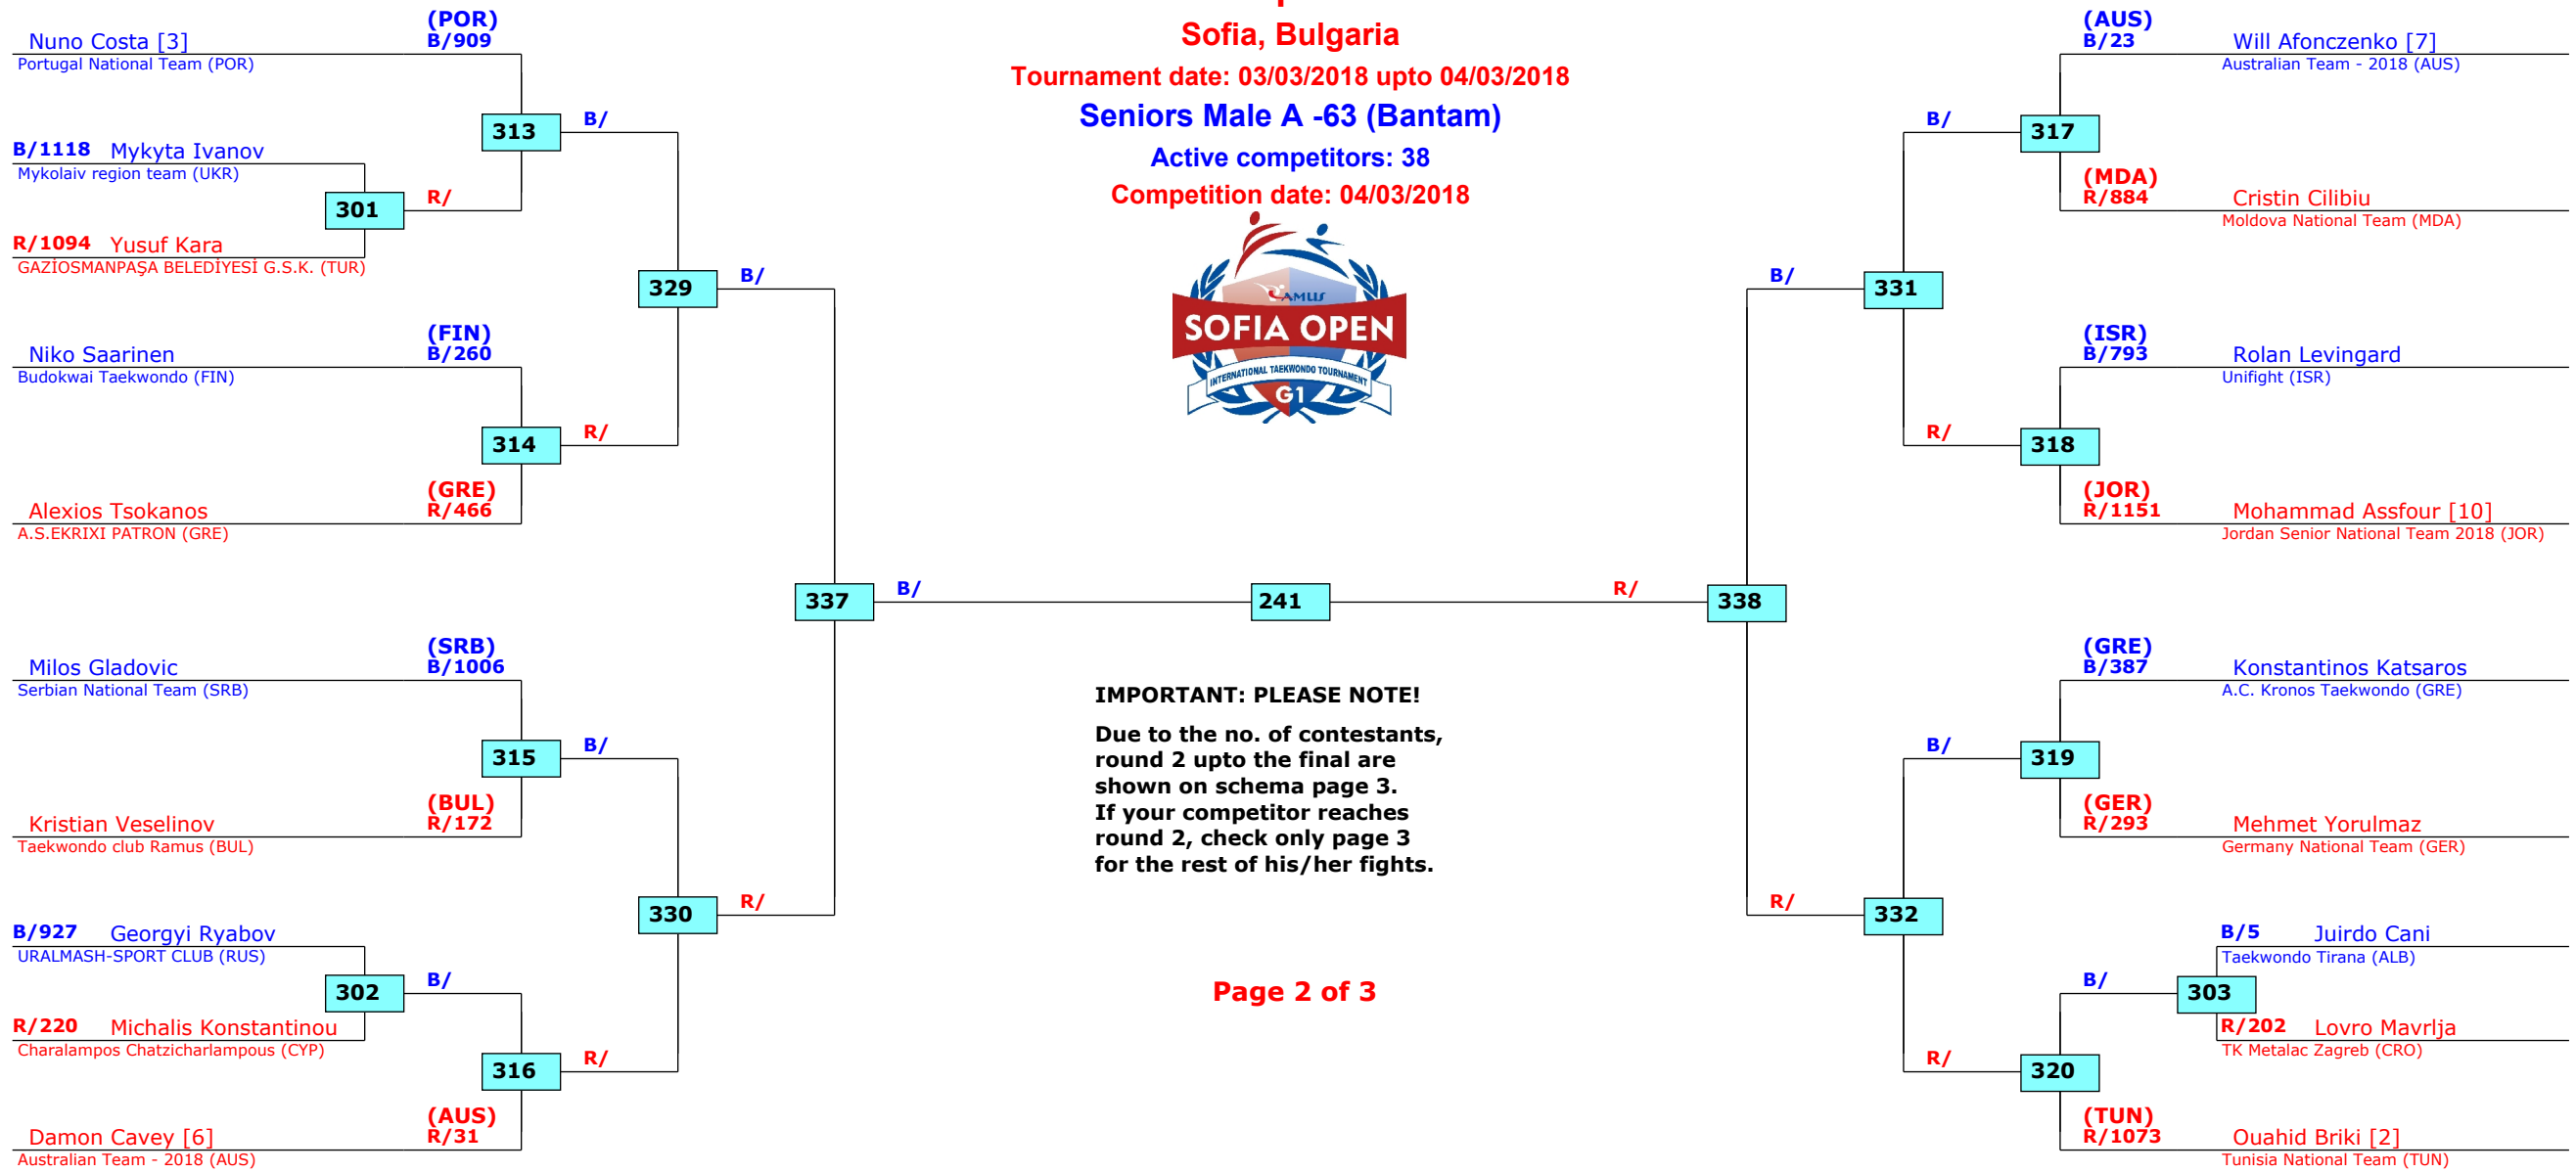 (POR)
Nuno Costa [3] B/909
Portugal National Team (POR)
313
B/
B/1118 Mykyta Ivanov
Mykolaiv region team (UKR)
301
R/
R/1094 Yusuf Kara
GAZİOSMANPAŞA BELEDİYESİ G.S.K. (TUR)
329
B/
(FIN)
Niko Saarinen B/260
Budokwai Taekwondo (FIN)
314
R/
(GRE)
Alexios Tsokanos R/466
A.S.EKRIXI PATRON (GRE)
337
B/
(SRB)
Milos Gladovic B/1006
Serbian National Team (SRB)
315
B/
(BUL)
Kristian Veselinov R/172
Taekwondo club Ramus (BUL)
330
R/
B/927 Georgyi Ryabov
URALMASH-SPORT CLUB (RUS)
302
B/
R/220 Michalis Konstantinou
Charalampos Chatzicharlampous (CYP)
316
R/
(AUS)
Damon Cavey [6] R/31
Australian Team - 2018 (AUS)
Sofia, Bulgaria
Tournament date: 03/03/2018 upto 04/03/2018
Seniors Male A -63 (Bantam)
Active competitors: 38
Competition date: 04/03/2018
RAMUS
SOFIA OPEN
INTERNATIONAL TAEKWONDO TOURNAMENT
G1
241
IMPORTANT: PLEASE NOTE!
Due to the no. of contestants,
round 2 upto the final are
shown on schema page 3.
If your competitor reaches
round 2, check only page 3
for the rest of his/her fights.
Page 2 of 3
(AUS)
B/23 Will Afonczenko [7]
Australian Team - 2018 (AUS)
B/
317
(MDA)
R/884 Cristin Cilibiu
Moldova National Team (MDA)
B/
331
(ISR)
B/793 Rolan Levingard
Unifight (ISR)
R/
318
(JOR)
R/1151 Mohammad Assfour [10]
Jordan Senior National Team 2018 (JOR)
R/
338
(GRE)
B/387 Konstantinos Katsaros
A.C. Kronos Taekwondo (GRE)
B/
319
(GER)
R/293 Mehmet Yorulmaz
Germany National Team (GER)
R/
332
B/5 Juirdo Cani
Taekwondo Tirana (ALB)
B/
303
R/202 Lovro Mavrlja
TK Metalac Zagreb (CRO)
R/
320
(TUN)
R/1073 Ouahid Briki [2]
Tunisia National Team (TUN)